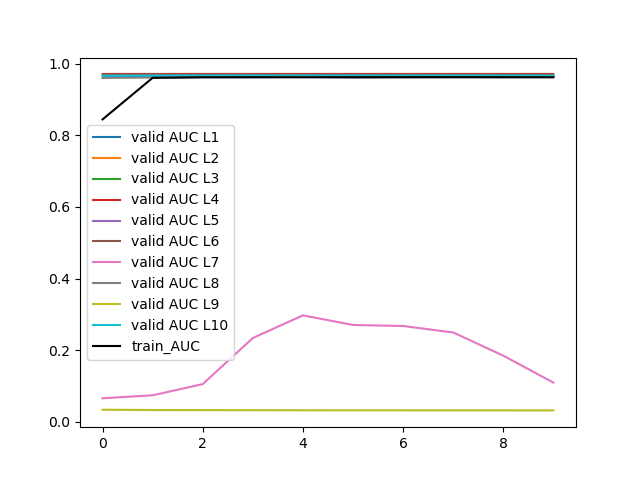 1.0
0.8
0.6
0.4
0.2
0.0
valid AUC L1
valid AUC L2
valid AUC L3
valid AUC L4
valid AUC L5
valid AUC L6
valid AUC L7
valid AUC L8
valid AUC L9
valid AUC L10
train_AUC
0 2 4 6 8